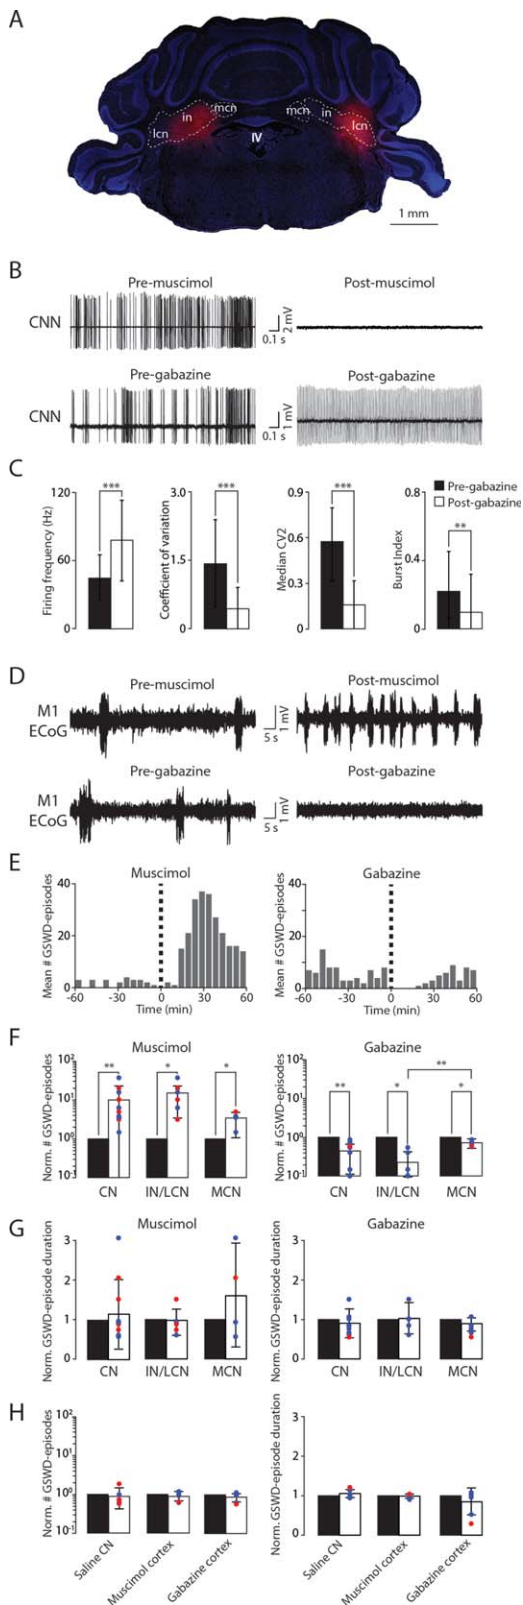 A
lcn
in
mcn
mcn
in
lcn
IV
1 mm
B
Pre-muscimol
Post-muscimol
CNN
2 mV
0.1 s
Pre-gabazine
Post-gabazine
CNN
1 mV
0.1 s
C
Firing frequency (Hz)
120
60
0
***
Coefficient of variation
3.0
1.5
0
***
Median CV2
0.9
0.6
0.3
0
***
Burst Index
0.8
0.4
0
**
Pre-gabazine
Post-gabazine
D
Pre-muscimol
Post-muscimol
M1
ECoG
1 mV
5 s
Pre-gabazine
Post-gabazine
M1
ECoG
1 mV
5 s
E
Muscimol
Mean # GSWD-episodes
40
20
0
-60 -30 0 30 60
Time (min)
Gabazine
Mean # GSWD-episodes
40
20
0
-60 -30 0 30 60
Time (min)
F
Muscimol
Norm. # GSWD-episodes
10²
10¹
10⁰
10⁻¹
** * *
CN IN/LCN MCN
Gabazine
Norm. # GSWD-episodes
10²
10¹
10⁰
10⁻¹
**
** * *
CN IN/LCN MCN
G
Muscimol
Norm. GSWD-episode duration
3
2
1
0
CN IN/LCN MCN
Gabazine
Norm. GSWD-episode duration
3
2
1
0
CN IN/LCN MCN
H
Norm. # GSWD-episodes
10²
10¹
10⁰
10⁻¹
Saline CN
Muscimol cortex
Gabazine cortex
Norm. GSWD-episode duration
3
2
1
0
Saline CN
Muscimol cortex
Gabazine cortex